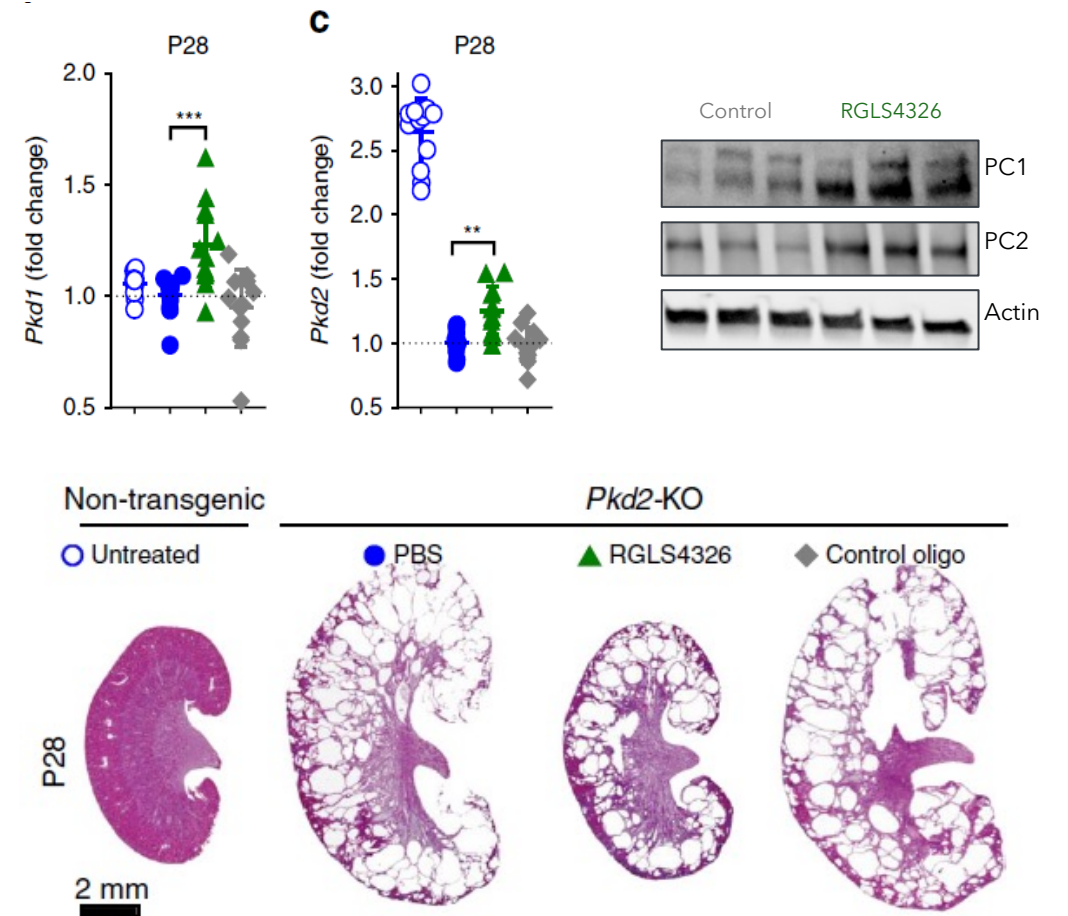 C
P28
2.0
1.5
1.0
0.5
Pkd1 (fold change)
***
P28
3.0
2.5
2.0
1.5
1.0
0.5
Pkd2 (fold change)
**
Control RGLS4326
PC1
PC2
Actin
Non-transgenic Pkd2-KO
Untreated PBS RGLS4326 Control oligo
P28
2 mm